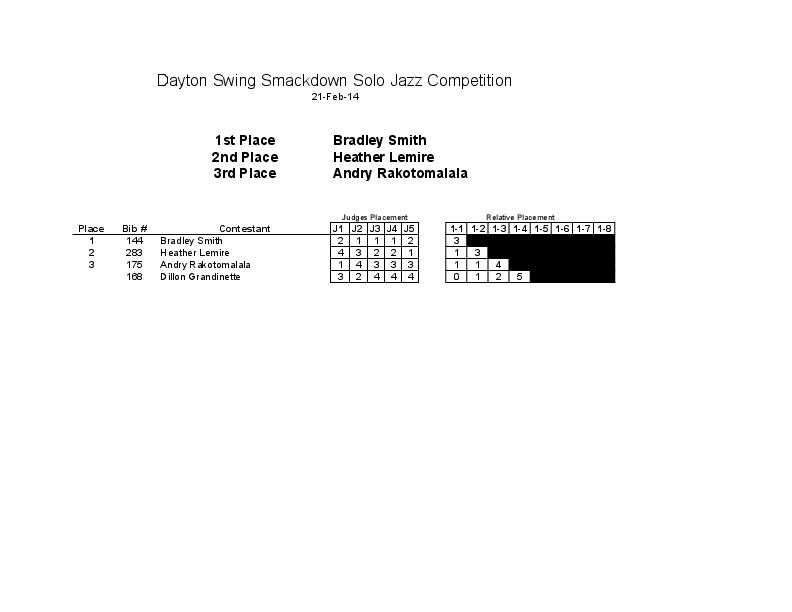 Dayton Swing Smackdown Solo Jazz Competition
21-Feb-14
1st Place Bradley Smith
2nd Place Heather Lemire
3rd Place Andry Rakotomalala
Judges Placement Relative Placement
Place Bib # Contestant J1 J2 J3 J4 J5 1-1 1-2 1-3 1-4 1-5 1-6 1-7 1-8
1 144 Bradley Smith 2 1 1 1 2 3
2 283 Heather Lemire 4 3 2 2 1 1 3
3 175 Andry Rakotomalala 1 4 3 3 3 1 1 4
168 Dillon Grandinette 3 2 4 4 4 0 1 2 5